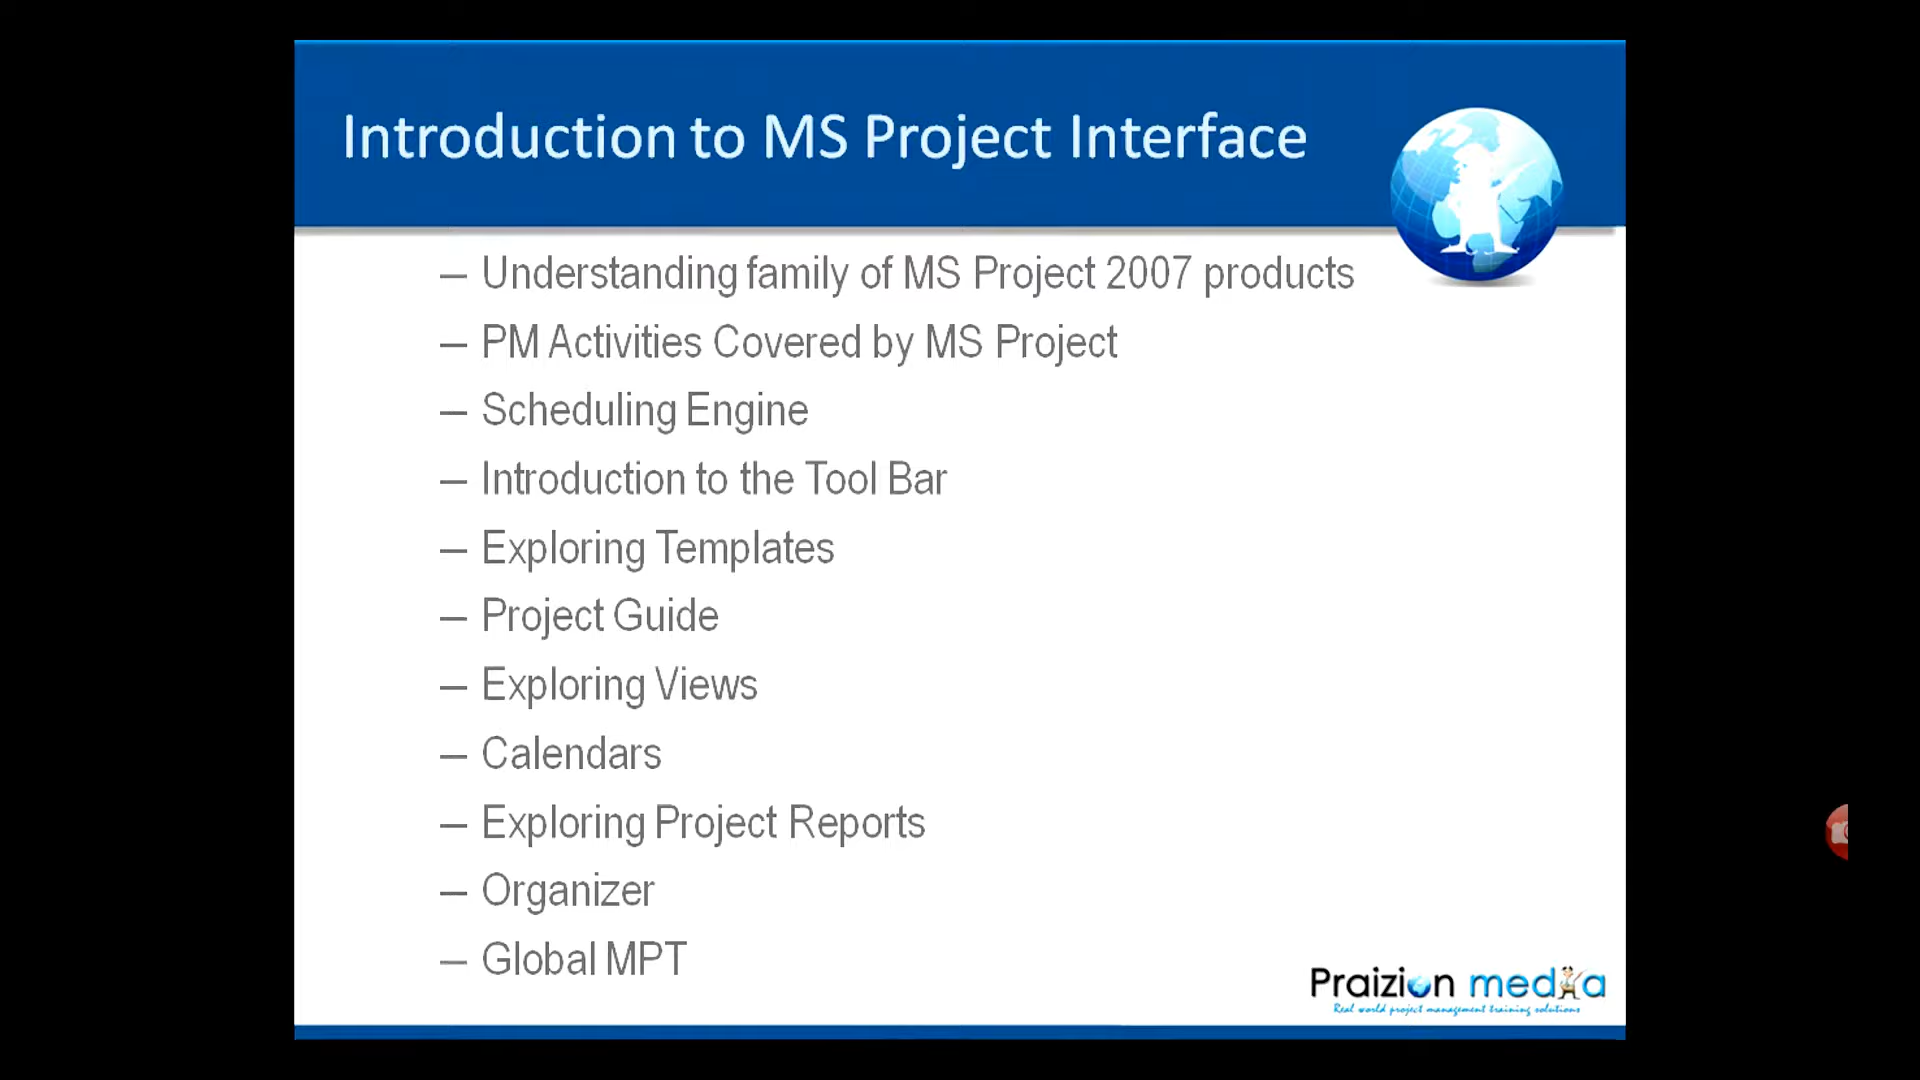 Introduction to MS Project Interface
– Understanding family of MS Project 2007 products
– PM Activities Covered by MS Project
– Scheduling Engine
– Introduction to the Tool Bar
– Exploring Templates
– Project Guide
– Exploring Views
– Calendars
– Exploring Project Reports
– Organizer
– Global MPT
Praizion media
Real world project management training solutions